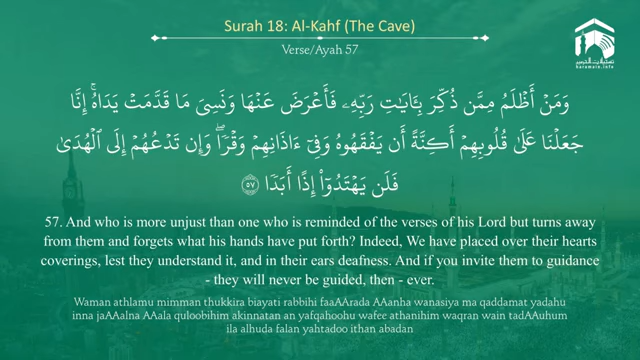 Surah 18: Al-Kahf (The Cave)
Verse/Ayah 57
haramain.info
وَمَنْ أَظْلَمُ مِمَّن ذُكِّرَ بِـَٔايَٰتِ رَبِّهِۦ فَأَعْرَضَ عَنْهَا وَنَسِىَ مَا قَدَّمَتْ يَدَاهُ ۚ إِنَّا
جَعَلْنَا عَلَىٰ قُلُوبِهِمْ أَكِنَّةً أَن يَفْقَهُوهُ وَفِىٓ ءَاذَانِهِمْ وَقْرًا ۖ وَإِن تَدْعُهُمْ إِلَى ٱلْهُدَىٰ
فَلَن يَهْتَدُوٓا۟ إِذًا أَبَدًا ۝٥٧
57. And who is more unjust than one who is reminded of the verses of his Lord but turns away
from them and forgets what his hands have put forth? Indeed, We have placed over their hearts
coverings, lest they understand it, and in their ears deafness. And if you invite them to guidance
- they will never be guided, then - ever.
Waman athlamu mimman thukkira biayati rabbihi faaAArada AAanha wanasiya ma qaddamat yadahu
inna jaAAalna AAala quloobihim akinnatan an yafqahoohu wafee athanihim waqran wain tadAAuhum
ila alhuda falan yahtadoo ithan abadan